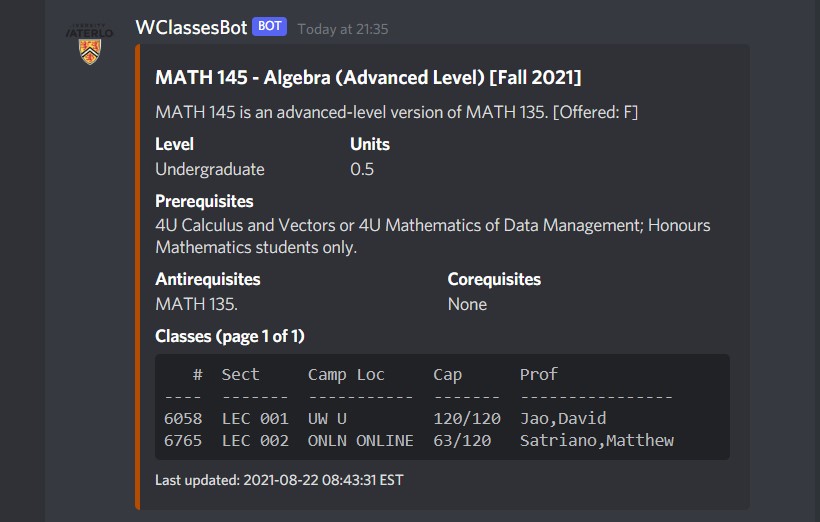 WClassesBot BOT Today at 21:35
MATH 145 - Algebra (Advanced Level) [Fall 2021]
MATH 145 is an advanced-level version of MATH 135. [Offered: F]
Level Units
Undergraduate 0.5
Prerequisites
4U Calculus and Vectors or 4U Mathematics of Data Management; Honours
Mathematics students only.
Antirequisites Corequisites
MATH 135. None
Classes (page 1 of 1)
# Sect Camp Loc Cap Prof
---- ------- ----------- ------- ----------------
6058 LEC 001 UW U 120/120 Jao,David
6765 LEC 002 ONLN ONLINE 63/120 Satriano,Matthew
Last updated: 2021-08-22 08:43:31 EST